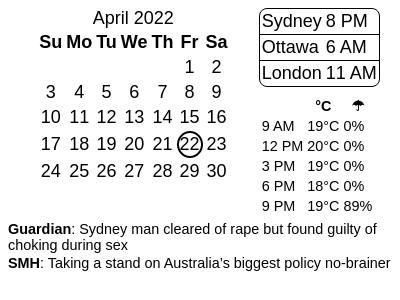 April 2022
Su Mo Tu We Th Fr Sa
1 2
3 4 5 6 7 8 9
10 11 12 13 14 15 16
17 18 19 20 21 22 23
24 25 26 27 28 29 30
Sydney 8 PM
Ottawa 6 AM
London 11 AM
°C ☂
9 AM 19°C 0%
12 PM 20°C 0%
3 PM 19°C 0%
6 PM 18°C 0%
9 PM 19°C 89%
Guardian: Sydney man cleared of rape but found guilty of
choking during sex
SMH: Taking a stand on Australia’s biggest policy no-brainer